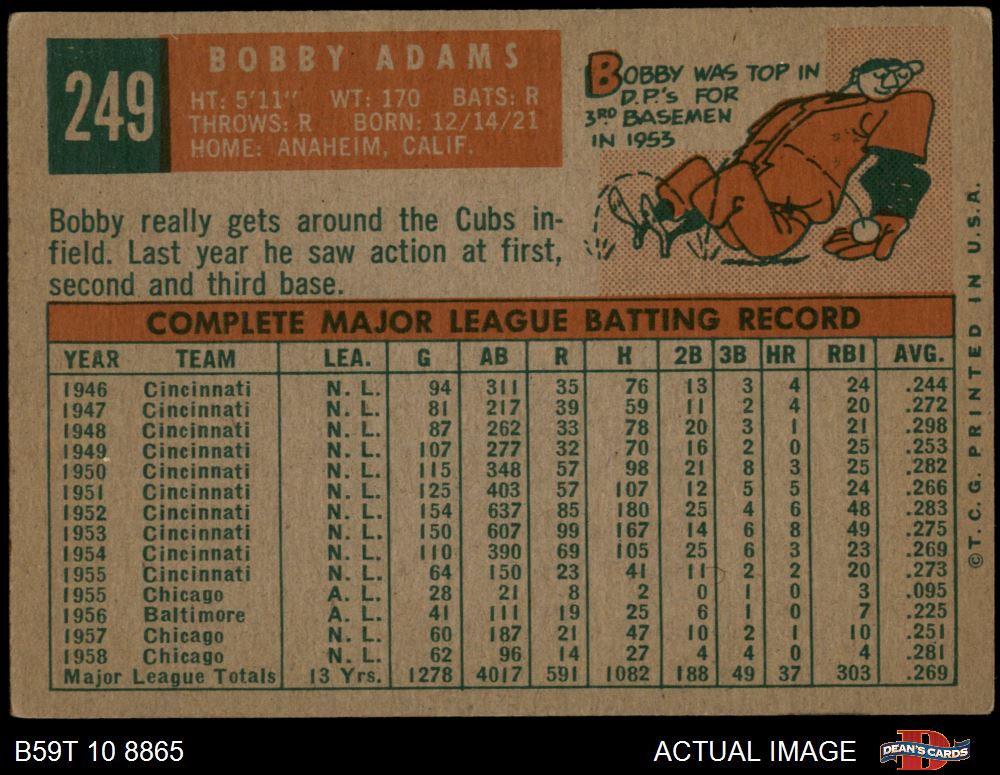 249
BOBBY ADAMS
HT: 5'11" WT: 170 BATS: R
THROWS: R BORN: 12/14/21
HOME: ANAHEIM, CALIF.
BOBBY WAS TOP IN
D.P.'S FOR
3RD BASEMEN
IN 1953
Bobby really gets around the Cubs in-
field. Last year he saw action at first,
second and third base.
COMPLETE MAJOR LEAGUE BATTING RECORD
YEAR TEAM LEA. G AB R H 2B 3B HR RBI AVG.
1946 Cincinnati N. L. 94 311 35 76 13 3 4 24 .244
1947 Cincinnati N. L. 81 217 39 59 11 2 4 20 .272
1948 Cincinnati N. L. 87 262 33 78 20 3 1 21 .298
1949 Cincinnati N. L. 107 277 32 70 16 2 0 25 .253
1950 Cincinnati N. L. 115 348 57 98 21 8 3 25 .282
1951 Cincinnati N. L. 125 403 57 107 12 5 5 24 .266
1952 Cincinnati N. L. 154 637 85 180 25 4 6 48 .283
1953 Cincinnati N. L. 150 607 99 167 14 6 8 49 .275
1954 Cincinnati N. L. 110 390 69 105 25 6 3 23 .269
1955 Cincinnati N. L. 64 150 23 41 11 2 2 20 .273
1955 Chicago A. L. 28 21 8 2 0 1 0 3 .095
1956 Baltimore A. L. 41 111 19 25 6 1 0 7 .225
1957 Chicago N. L. 60 187 21 47 10 2 1 10 .251
1958 Chicago N. L. 62 96 14 27 4 4 0 4 .281
Major League Totals 13 Yrs. 1278 4017 591 1082 188 49 37 303 .269
© T. C. G. PRINTED IN U.S.A.
B59T 10 8865
ACTUAL IMAGE
D
DEAN'S CARDS